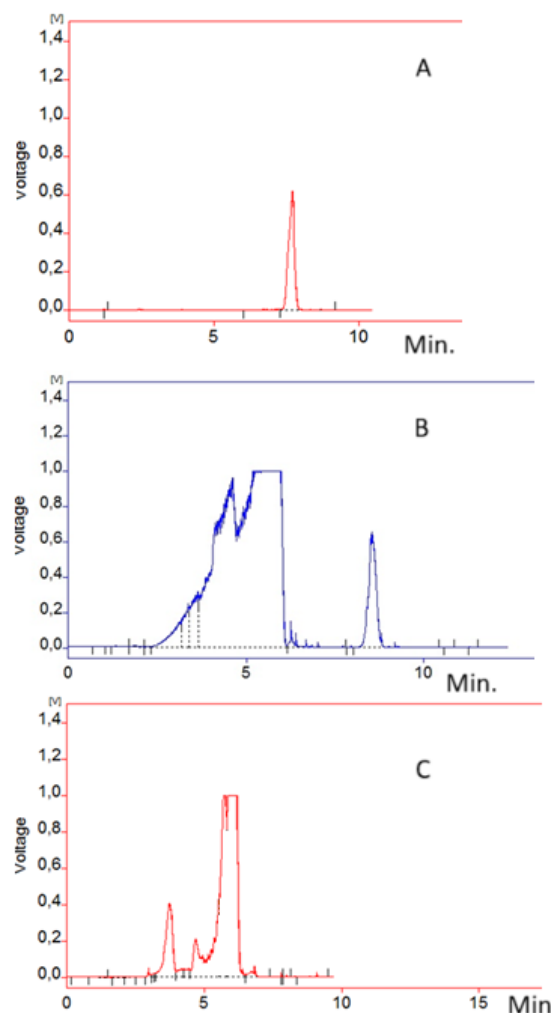 [V]
1,4
A
1,2
1,0
voltage
0,8
0,6
0,4
0,2
0,0
0 5 10 Min.
[V]
1,4
B
1,2
1,0
voltage
0,8
0,6
0,4
0,2
0,0
0 5 10 Min.
[V]
1,4
C
1,2
1,0
Voltage
0,8
0,6
0,4
0,2
0,0
0 5 10 15 Min